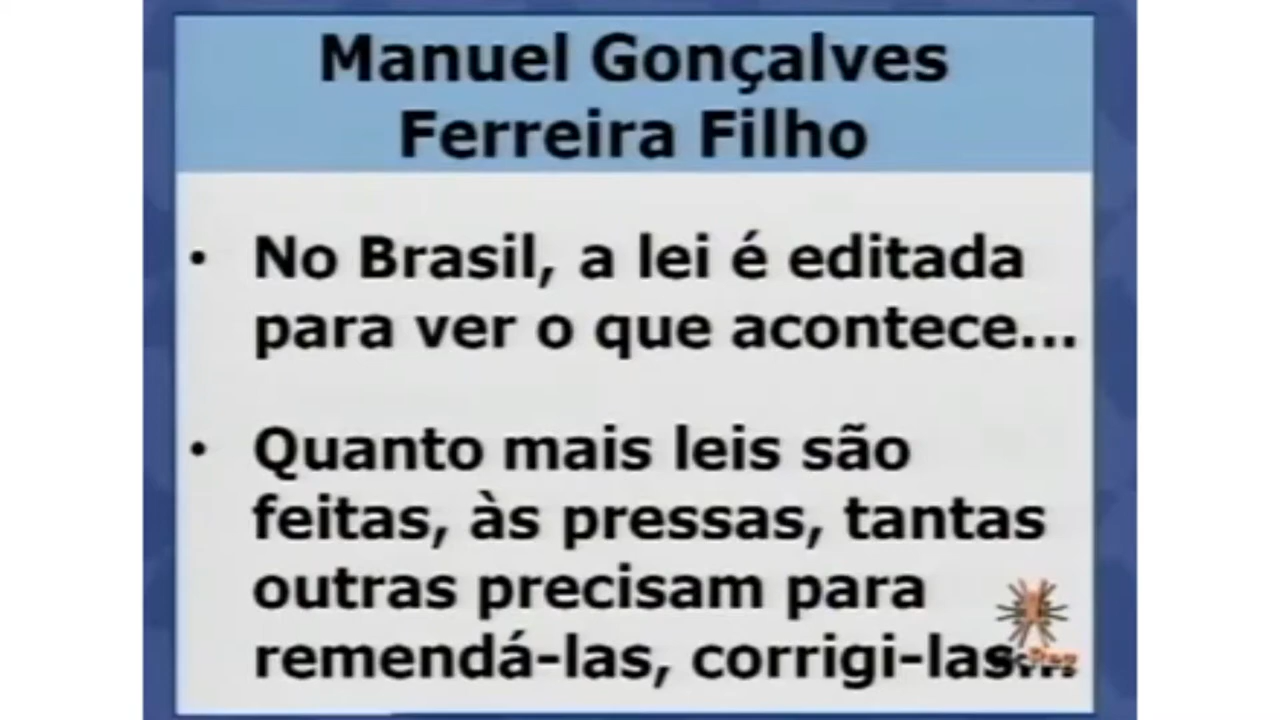 Manuel Gonçalves
Ferreira Filho
• No Brasil, a lei é editada
para ver o que acontece...
• Quanto mais leis são
feitas, às pressas, tantas
outras precisam para
remendá-las, corrigi-las...